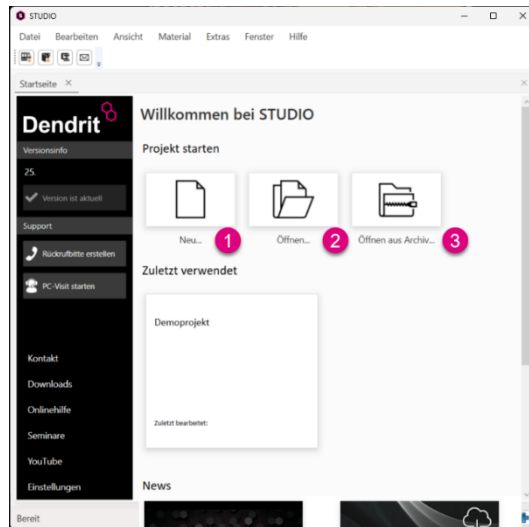 STUDIO
Datei Bearbeiten Ansicht Material Extras Fenster Hilfe
Startseite
Dendrit
Versionsinfo
25.
Version ist aktuell
Support
Rückrufbitte erstellen
PC-Visit starten
Kontakt
Downloads
Onlinehilfe
Seminare
YouTube
Einstellungen
Willkommen bei STUDIO
Projekt starten
Neu... 1 Öffnen... 2 Öffnen aus Archiv... 3
Zuletzt verwendet
Demoprojekt
Zuletzt bearbeitet:
News
Bereit